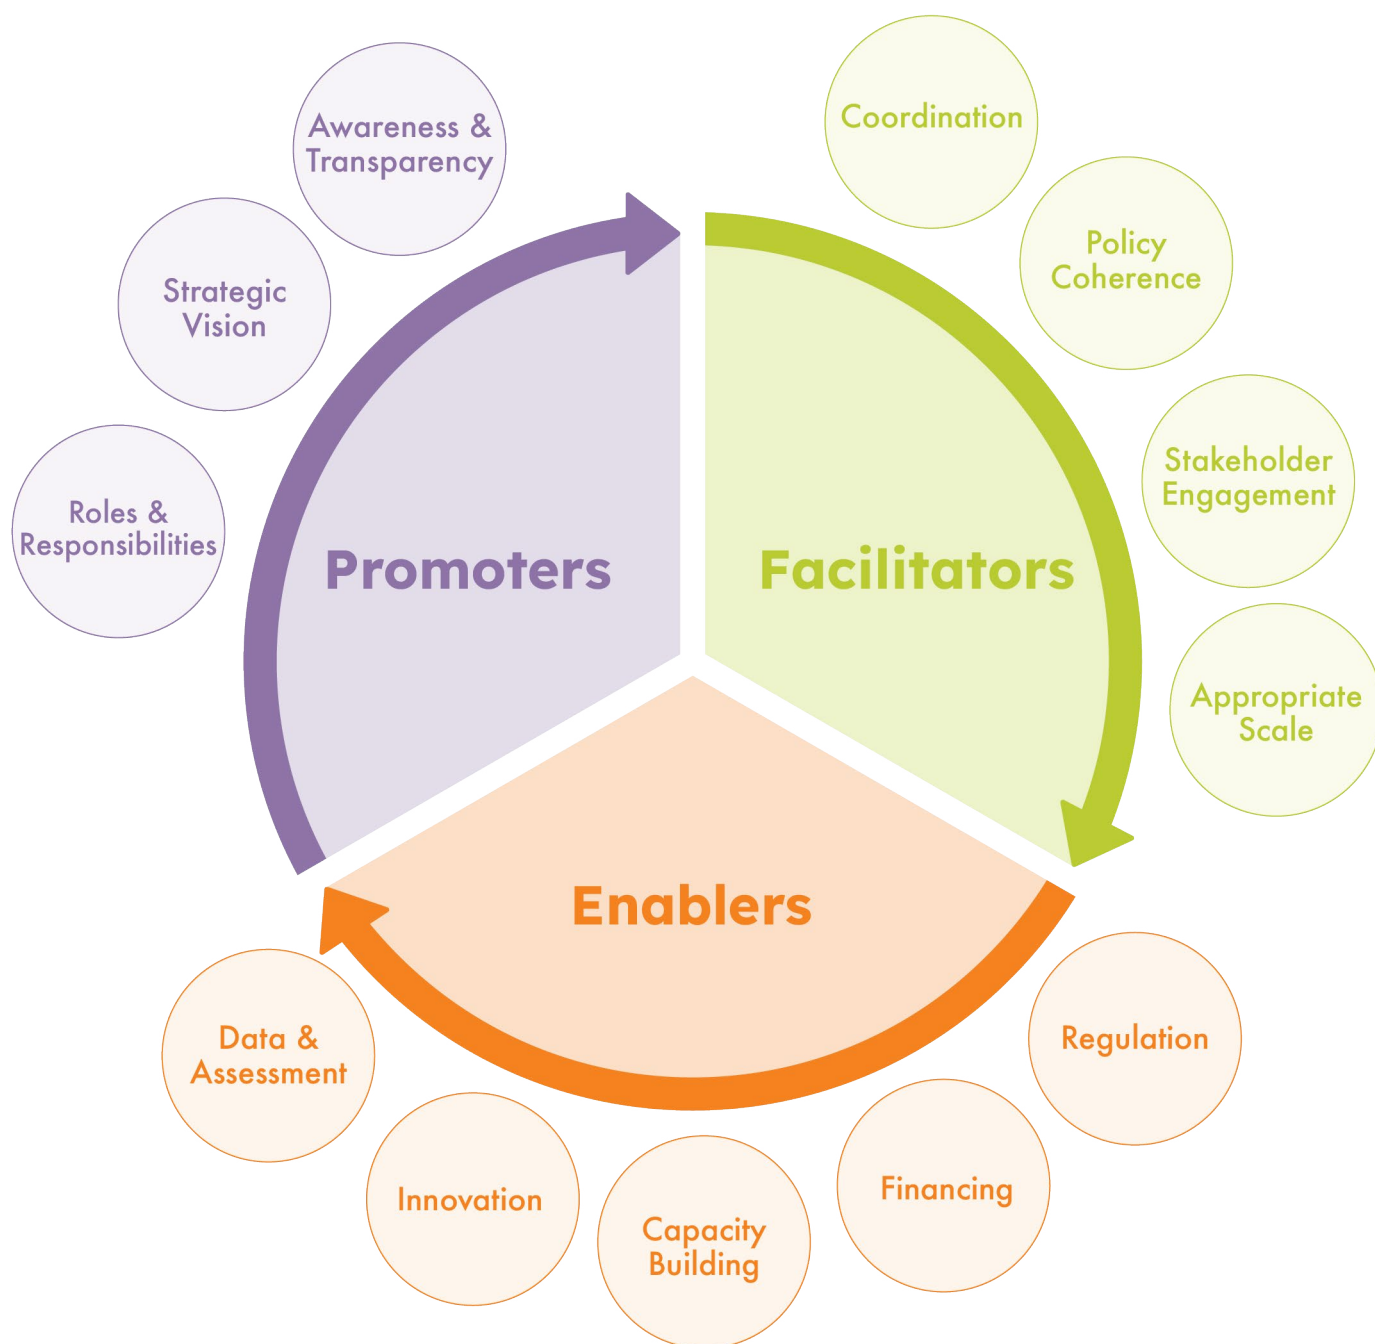 Awareness &
Transparency
Strategic
Vision
Roles &
Responsibilities
Promoters
Coordination
Policy
Coherence
Stakeholder
Engagement
Appropriate
Scale
Facilitators
Enablers
Regulation
Financing
Capacity
Building
Innovation
Data &
Assessment